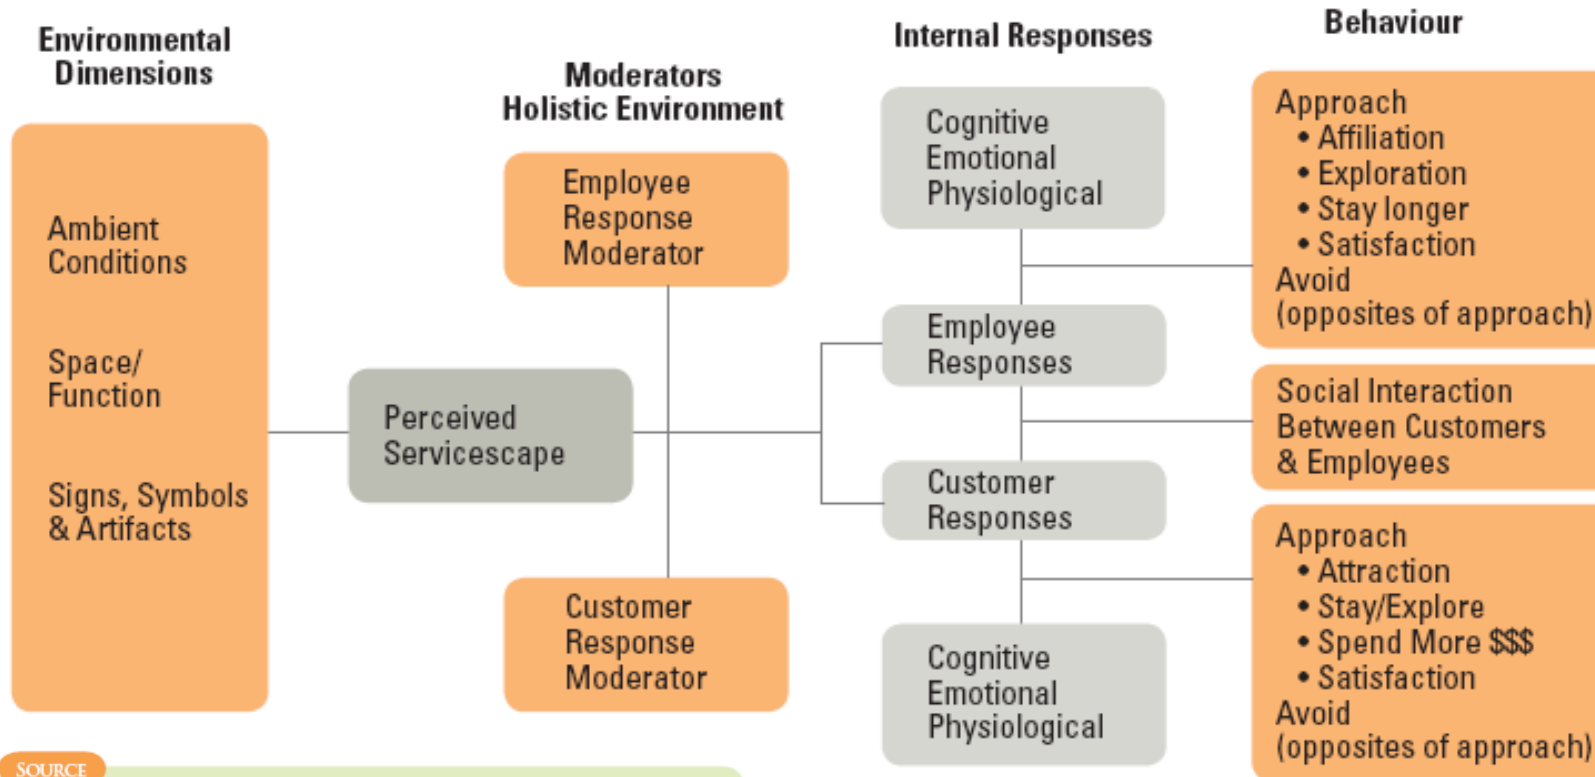 Environmental
Dimensions
Ambient
Conditions
Space/
Function
Signs, Symbols
& Artifacts
Perceived
Servicescape
Moderators
Holistic Environment
Employee
Response
Moderator
Customer
Response
Moderator
Internal Responses
Cognitive
Emotional
Physiological
Employee
Responses
Customer
Responses
Cognitive
Emotional
Physiological
Behaviour
Approach
• Affiliation
• Exploration
• Stay longer
• Satisfaction
Avoid
(opposites of approach)
Social Interaction
Between Customers
& Employees
Approach
• Attraction
• Stay/Explore
• Spend More $$$
• Satisfaction
Avoid
(opposites of approach)
SOURCE